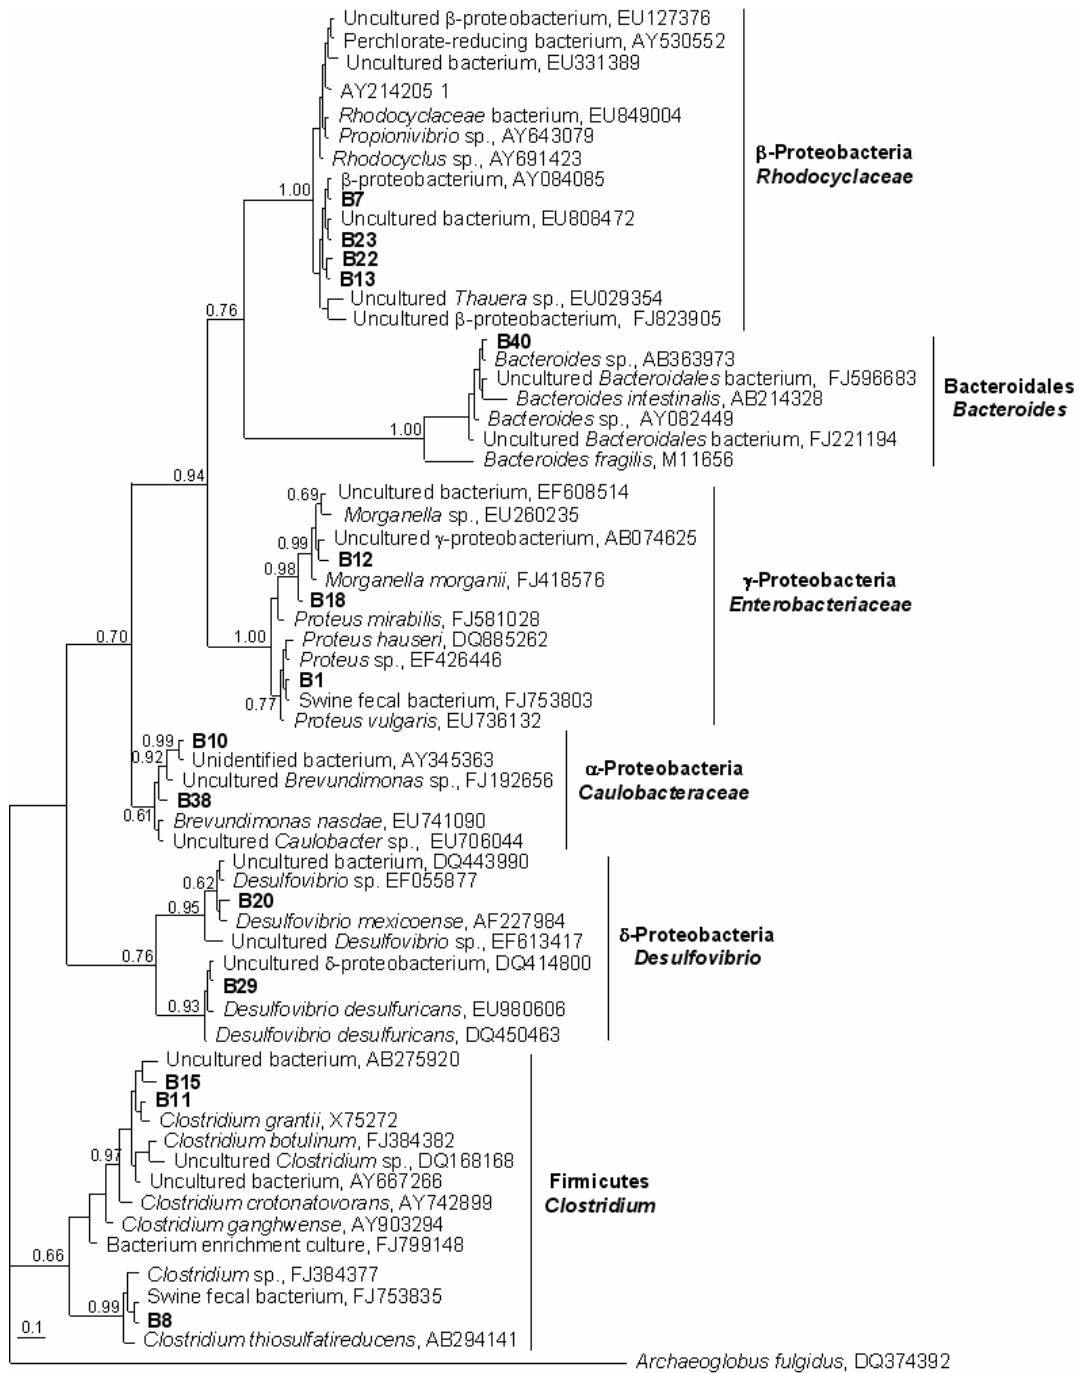 Uncultured β-proteobacterium, EU127376
Perchlorate-reducing bacterium, AY530552
Uncultured bacterium, EU331389
AY214205 1
Rhodocyclaceae bacterium, EU849004
Propionivibrio sp., AY643079
Rhodocyclus sp., AY691423
β-proteobacterium, AY084085
B7
Uncultured bacterium, EU808472
B23
B22
B13
Uncultured Thauera sp., EU029354
Uncultured β-proteobacterium, FJ823905
1.00
β-Proteobacteria
Rhodocyclaceae
0.76
B40
Bacteroides sp., AB363973
Uncultured Bacteroidales bacterium, FJ596683
Bacteroides intestinalis, AB214328
Bacteroides sp., AY082449
Uncultured Bacteroidales bacterium, FJ221194
Bacteroides fragilis, M11656
1.00
Bacteroidales
Bacteroides
0.94
0.69
Uncultured bacterium, EF608514
Morganella sp., EU260235
Uncultured γ-proteobacterium, AB074625
0.99
B12
0.98
Morganella morganii, FJ418576
B18
Proteus mirabilis, FJ581028
1.00
Proteus hauseri, DQ885262
Proteus sp., EF426446
B1
Swine fecal bacterium, FJ753803
0.77
Proteus vulgaris, EU736132
γ-Proteobacteria
Enterobacteriaceae
0.70
0.99
B10
0.92
Unidentified bacterium, AY345363
Uncultured Brevundimonas sp., FJ192656
B38
0.61
Brevundimonas nasdae, EU741090
Uncultured Caulobacter sp., EU706044
α-Proteobacteria
Caulobacteraceae
Uncultured bacterium, DQ443990
0.62
Desulfovibrio sp. EF055877
B20
0.95
Desulfovibrio mexicoense, AF227984
Uncultured Desulfovibrio sp., EF613417
0.76
Uncultured δ-proteobacterium, DQ414800
B29
0.93
Desulfovibrio desulfuricans, EU980606
Desulfovibrio desulfuricans, DQ450463
δ-Proteobacteria
Desulfovibrio
Uncultured bacterium, AB275920
B15
B11
Clostridium grantii, X75272
Clostridium botulinum, FJ384382
0.97
Uncultured Clostridium sp., DQ168168
Uncultured bacterium, AY667266
Clostridium crotonatovorans, AY742899
Clostridium ganghwense, AY903294
Bacterium enrichment culture, FJ799148
0.66
Clostridium sp., FJ384377
Swine fecal bacterium, FJ753835
0.99
B8
Clostridium thiosulfatireducens, AB294141
Firmicutes
Clostridium
0.1
Archaeoglobus fulgidus, DQ374392